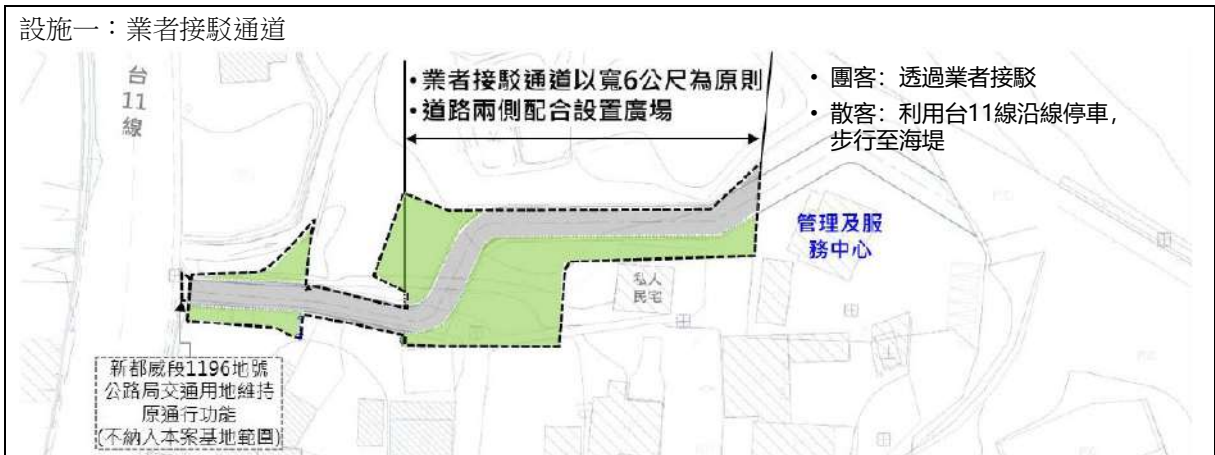 設施一：業者接駁通道
台
11
線
•業者接駁通道以寬6公尺為原則
•道路兩側配合設置廣場
• 團客：透過業者接駁
• 散客：利用台11線沿線停車，
步行至海堤
管理及服
務中心
私人
民宅
新都威段1196地號
公路局交通用地維持
原通行功能
(不納入本案基地範圍)